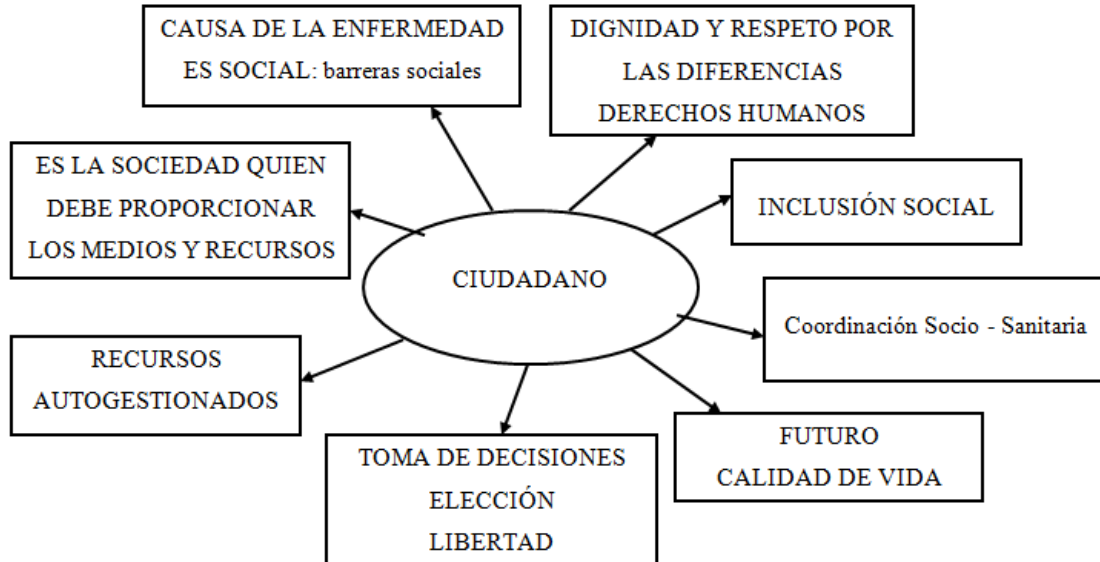 CAUSA DE LA ENFERMEDAD
ES SOCIAL: barreras sociales
DIGNIDAD Y RESPETO POR
LAS DIFERENCIAS
DERECHOS HUMANOS
ES LA SOCIEDAD QUIEN
DEBE PROPORCIONAR
LOS MEDIOS Y RECURSOS
INCLUSIÓN SOCIAL
CIUDADANO
Coordinación Socio - Sanitaria
RECURSOS
AUTOGESTIONADOS
TOMA DE DECISIONES
ELECCIÓN
LIBERTAD
FUTURO
CALIDAD DE VIDA